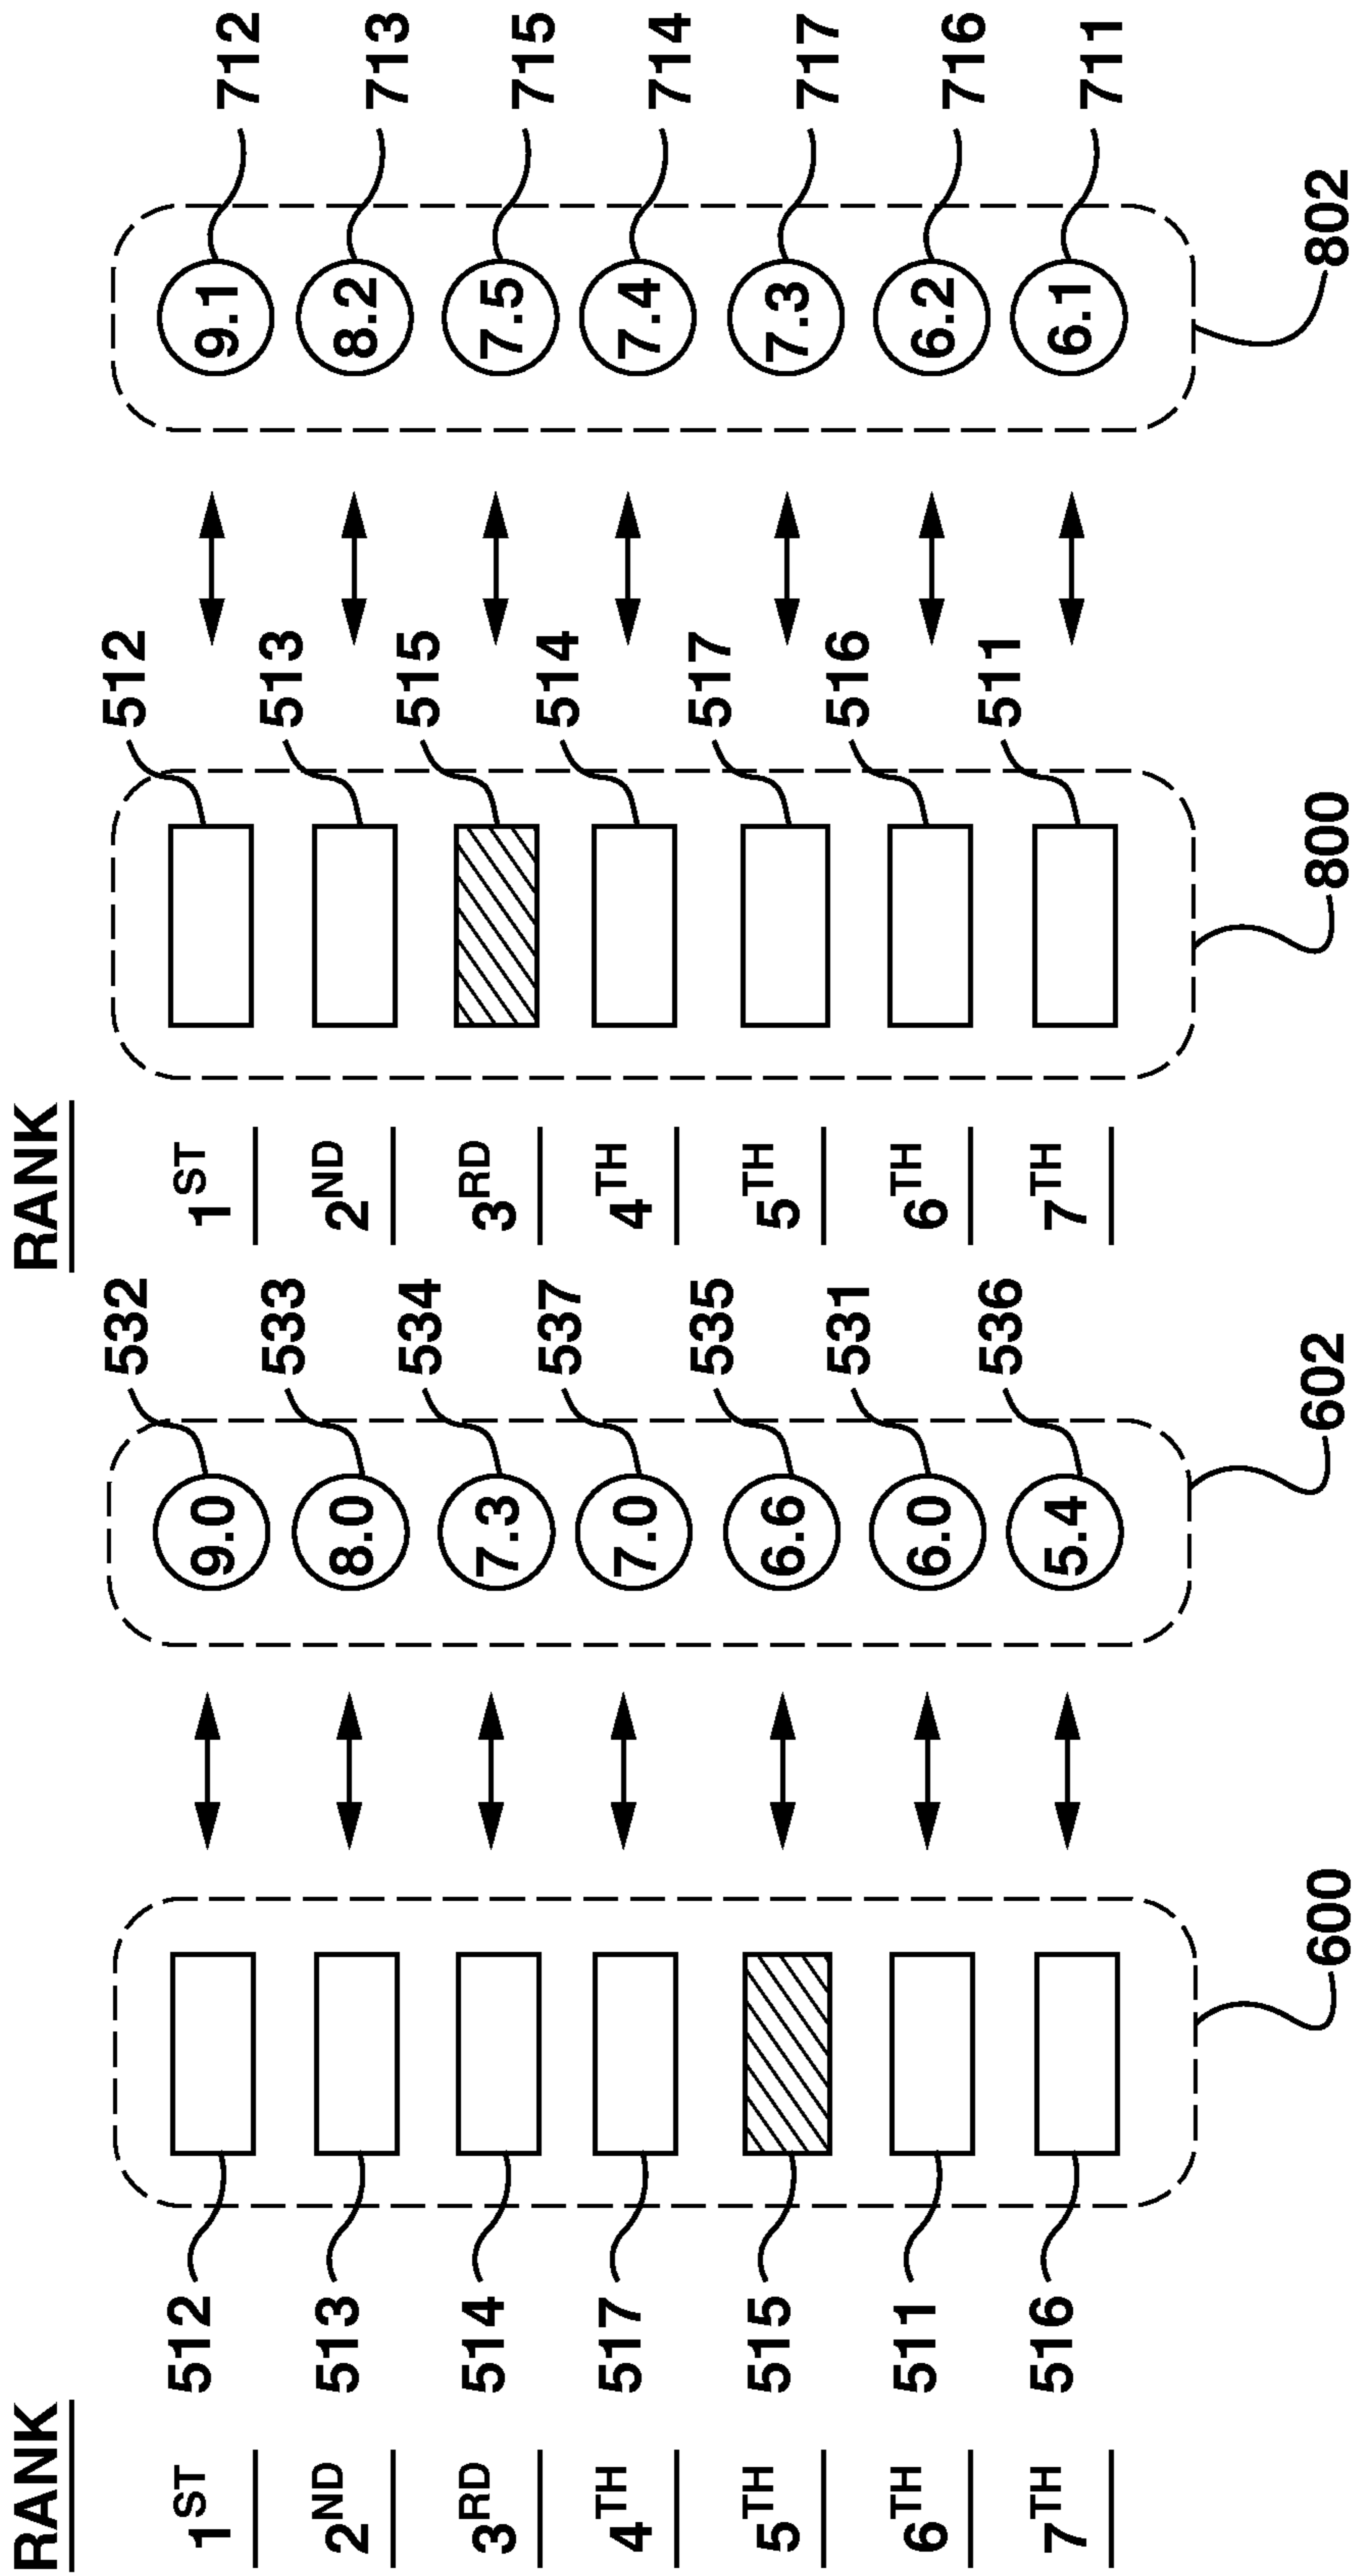 RANK
RANK
1ST 512 9.0 532 1ST 512 9.1 712
2ND 513 8.0 533 2ND 513 8.2 713
3RD 514 7.3 534 3RD 515 7.5 715
4TH 517 7.0 537 4TH 514 7.4 714
5TH 515 6.6 535 5TH 517 7.3 717
6TH 511 6.0 531 6TH 516 6.2 716
7TH 516 5.4 536 7TH 511 6.1 711
600 602 800 802